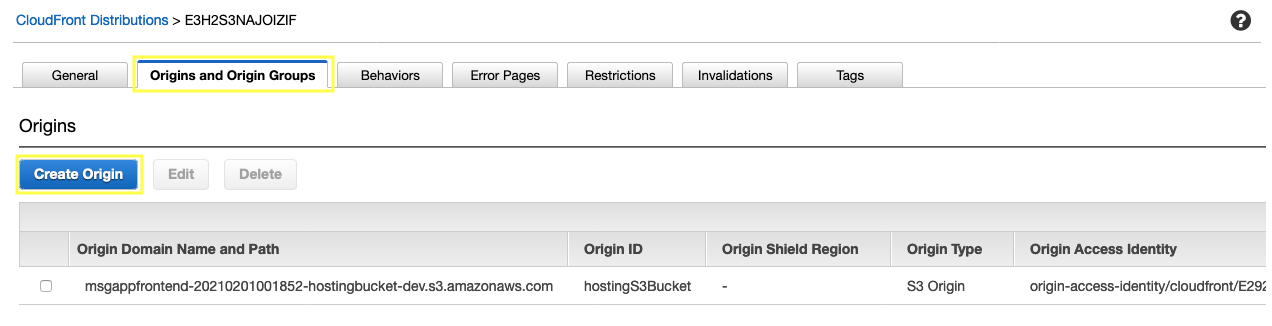 CloudFront Distributions > E3H2S3NAJOIZIF
?
General Origins and Origin Groups Behaviors Error Pages Restrictions Invalidations Tags
Origins
Create Origin Edit Delete
Origin Domain Name and Path Origin ID Origin Shield Region Origin Type Origin Access Identity
msgappfrontend-20210201001852-hostingbucket-dev.s3.amazonaws.com hostingS3Bucket - S3 Origin origin-access-identity/cloudfront/E292